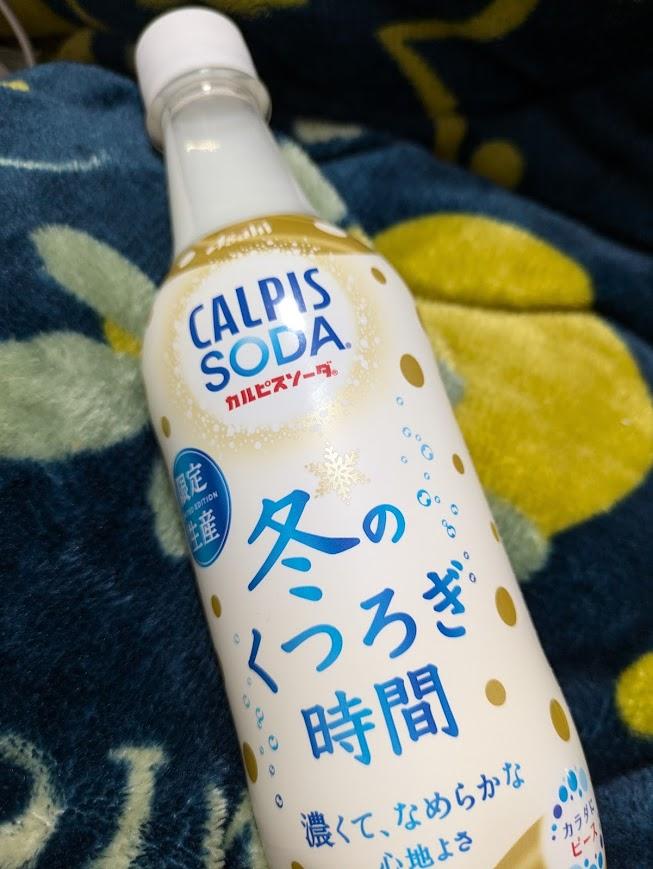 Asahi
CALPIS
SODA®
カルピスソーダ®
限定
LIMITED EDITION
生産
冬の
くつろぎ
時間
濃くて、なめらかな
心地よさ
カラダに
ピース